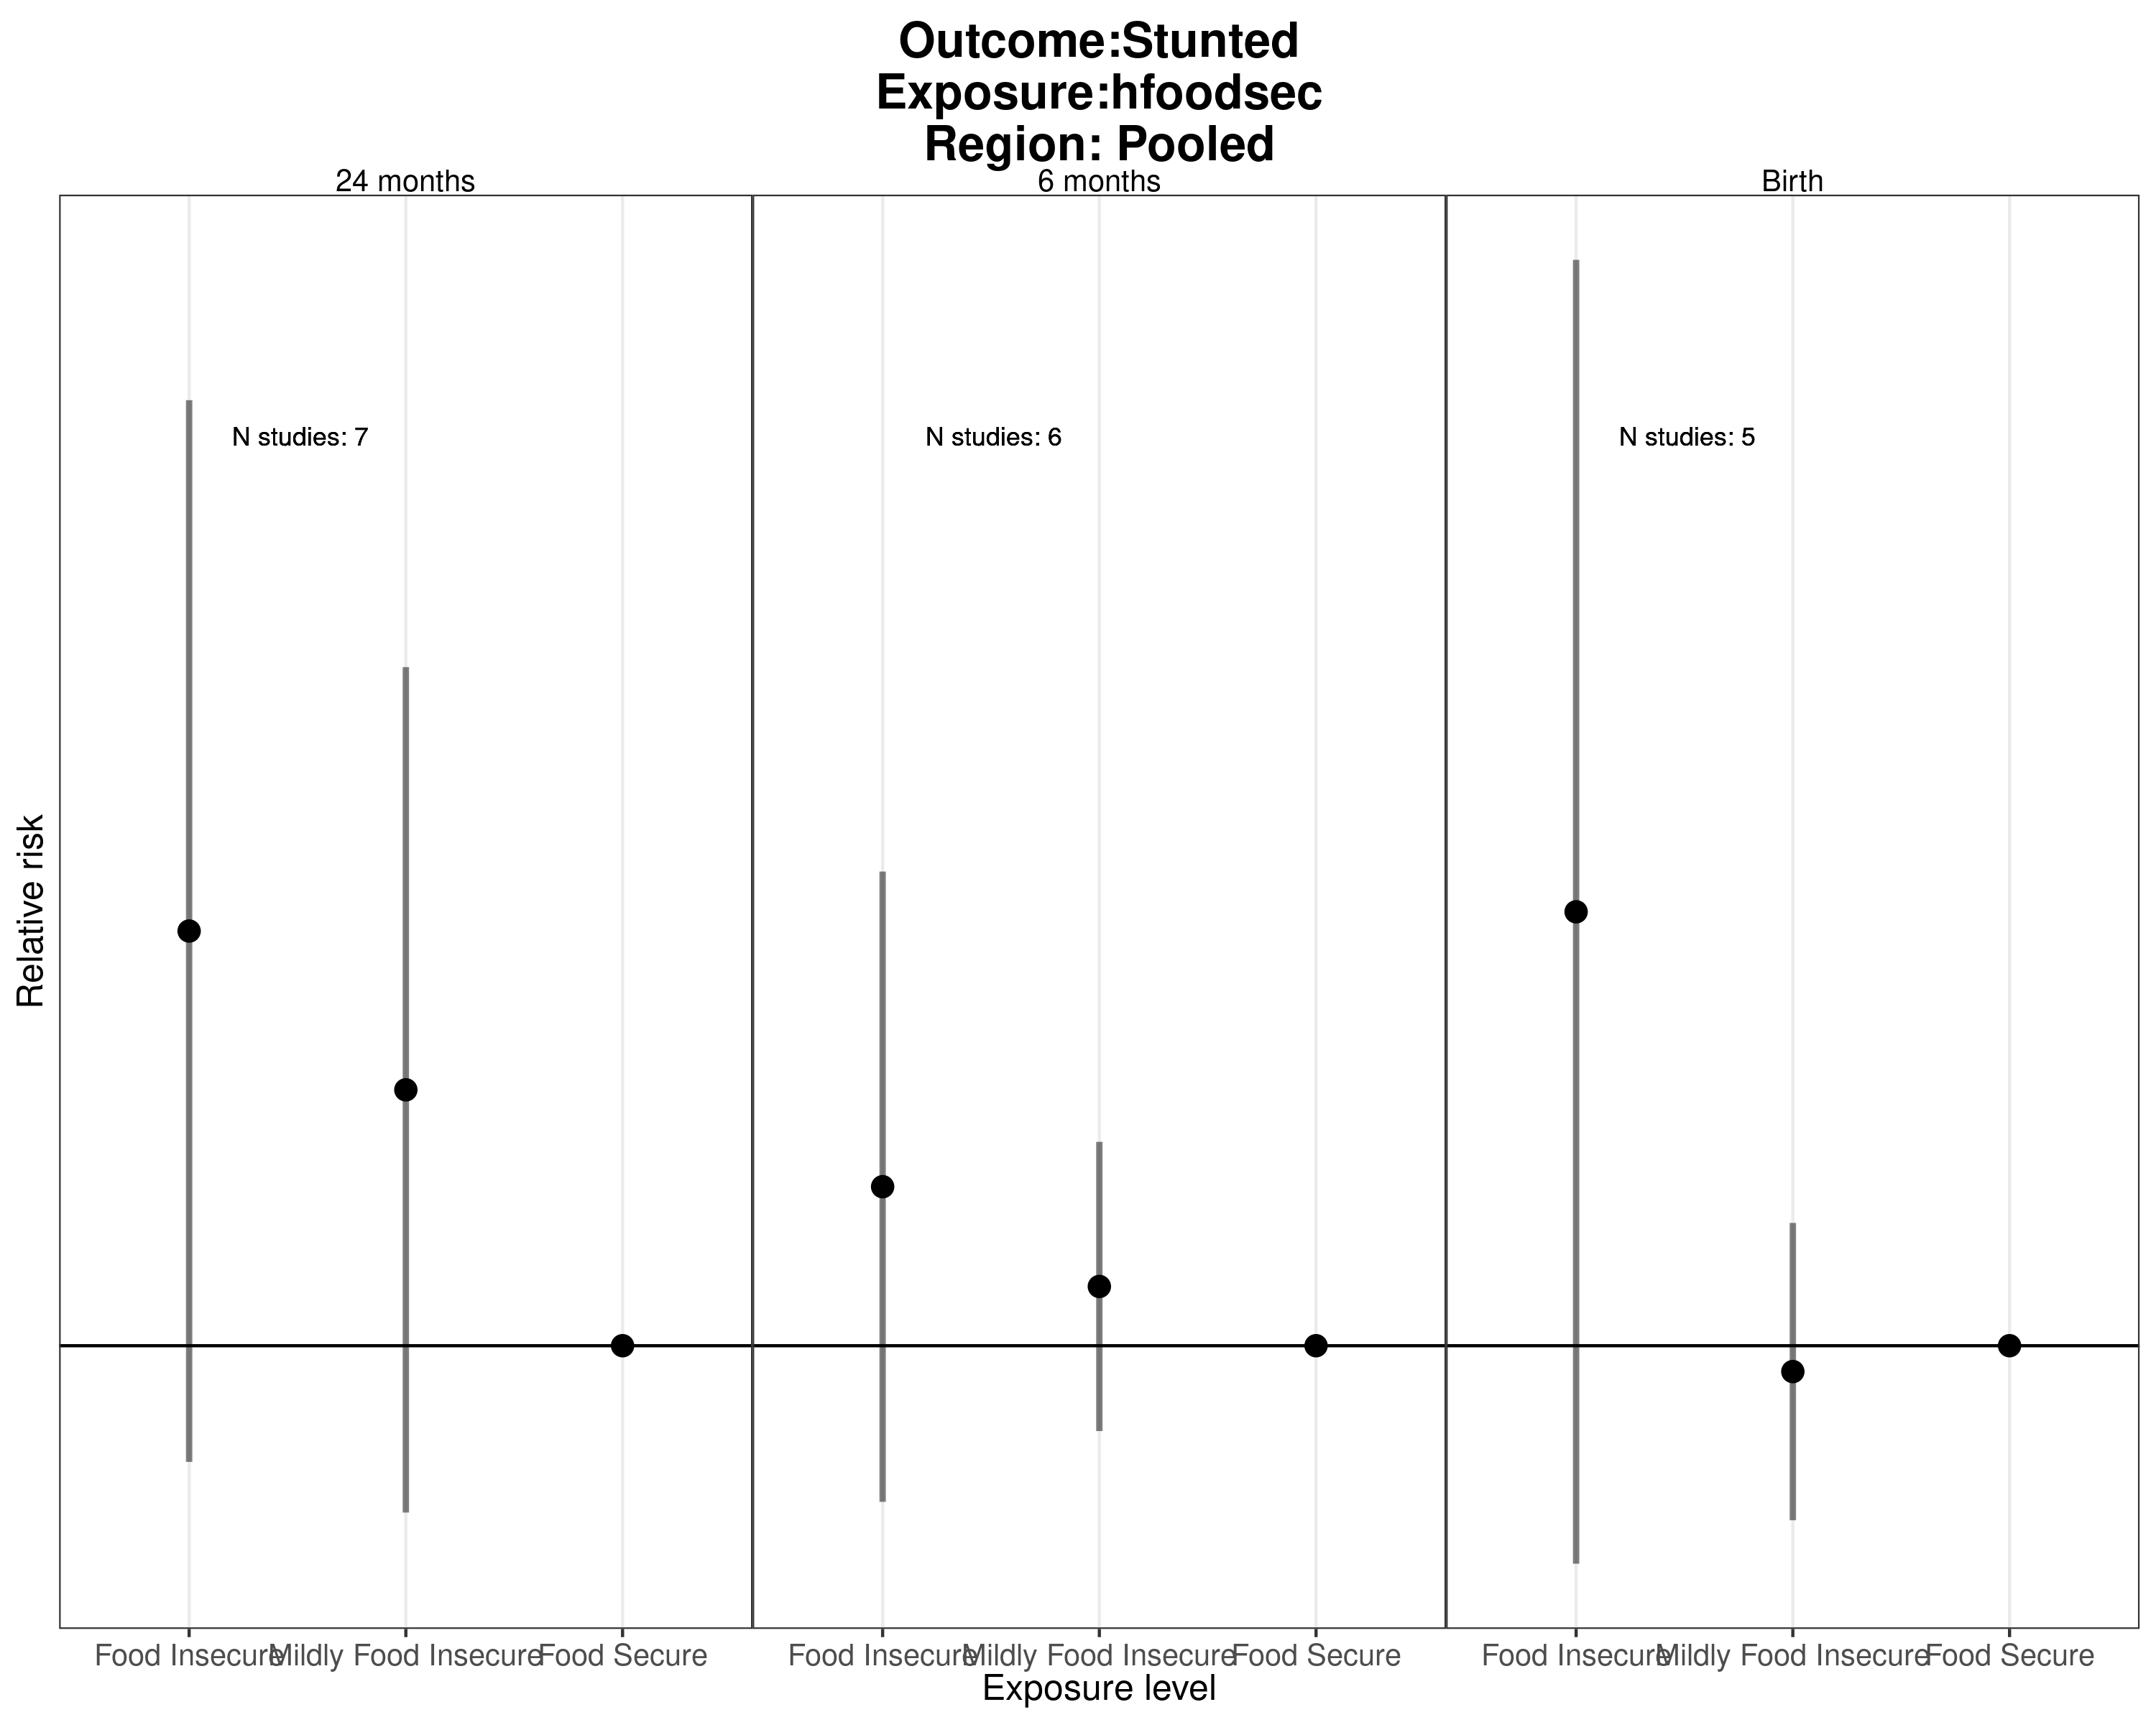 Outcome:Stunted
Exposure:hfoodsec
Region: Pooled
24 months
6 months
Birth
N studies: 7
N studies: 6
N studies: 5
Relative risk
Food Insecure
Mildly Food Insecure
Food Secure
Food Insecure
Mildly Food Insecure
Food Secure
Food Insecure
Mildly Food Insecure
Food Secure
Exposure level